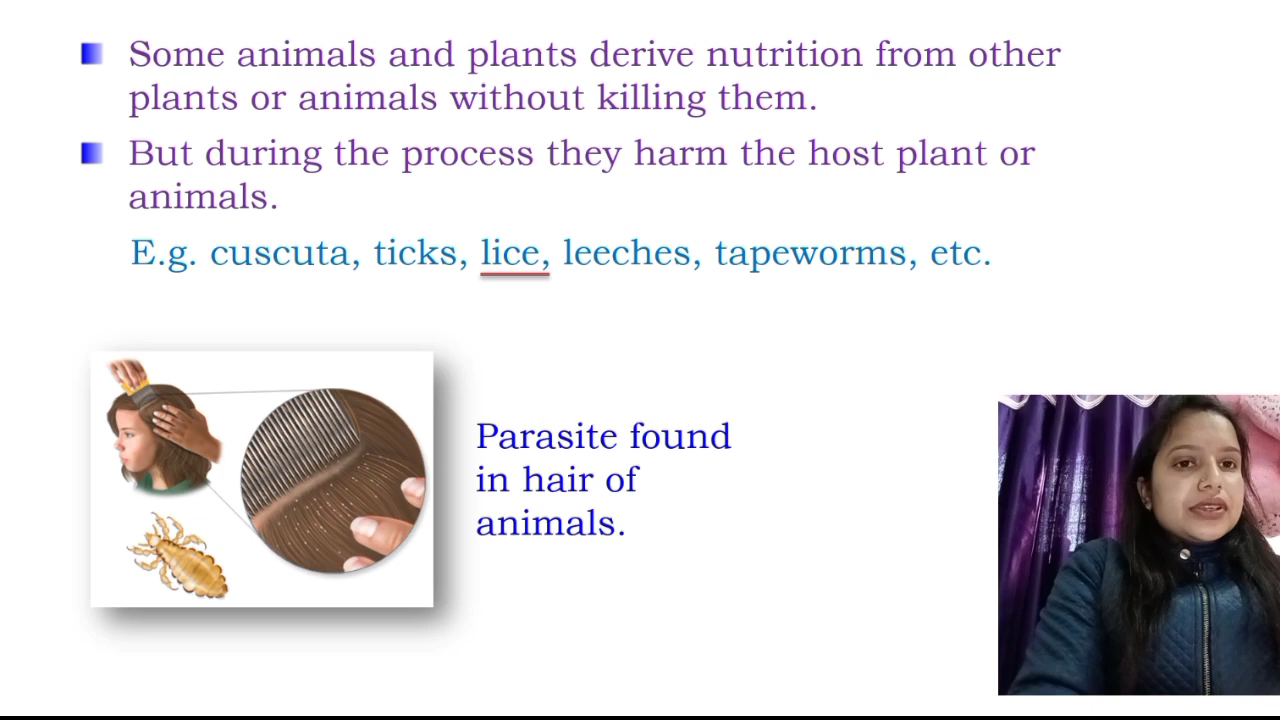 Some animals and plants derive nutrition from other
plants or animals without killing them.
But during the process they harm the host plant or
animals.
E.g. cuscuta, ticks, lice, leeches, tapeworms, etc.
Parasite found
in hair of
animals.